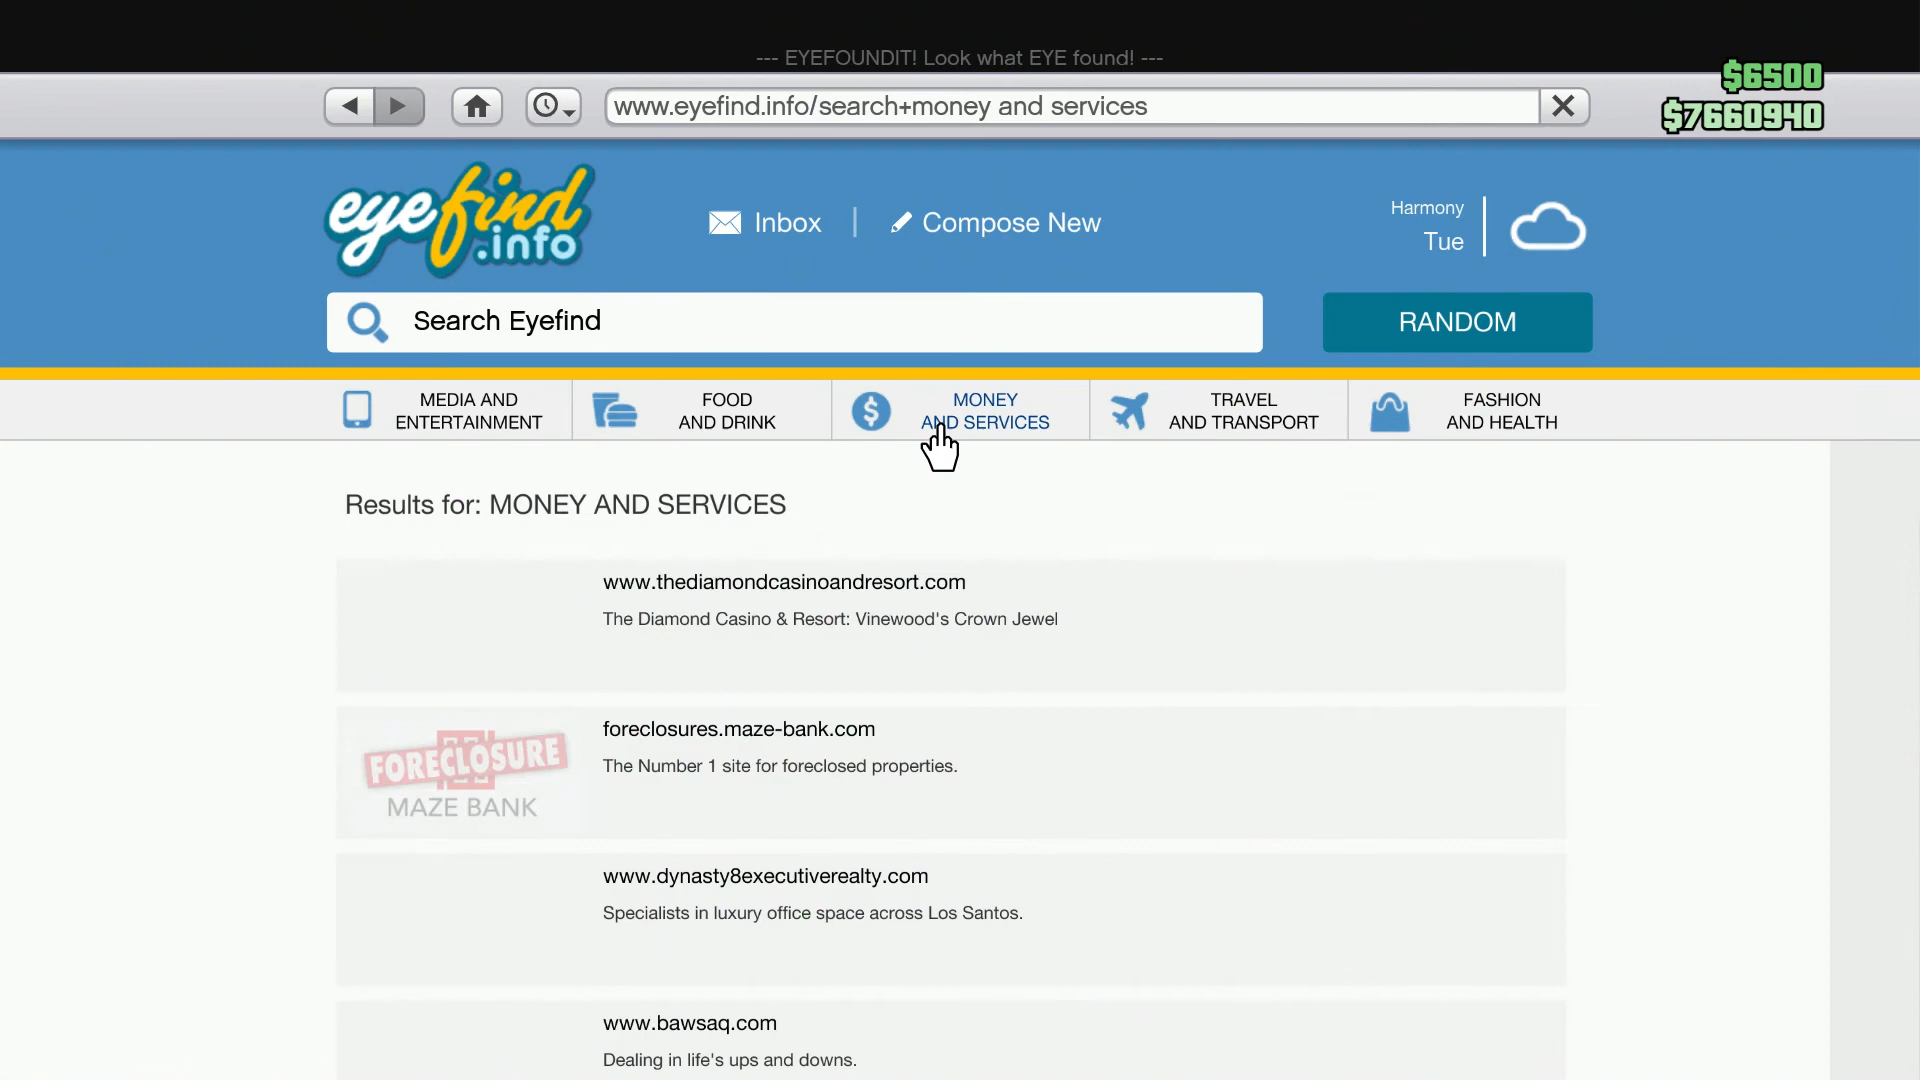 --- EYEFOUNDIT! Look what EYE found! ---
$6500
www.eyefind.info/search+money and services
$7660940
eyefind
.info
Inbox
Compose New
Harmony
Tue
Search Eyefind
RANDOM
MEDIA AND
ENTERTAINMENT
FOOD
AND DRINK
MONEY
AND SERVICES
TRAVEL
AND TRANSPORT
FASHION
AND HEALTH
Results for: MONEY AND SERVICES
www.thediamondcasinoandresort.com
The Diamond Casino & Resort: Vinewood's Crown Jewel
FORECLOSURE
MAZE BANK
foreclosures.maze-bank.com
The Number 1 site for foreclosed properties.
www.dynasty8executiverealty.com
Specialists in luxury office space across Los Santos.
www.bawsaq.com
Dealing in life's ups and downs.